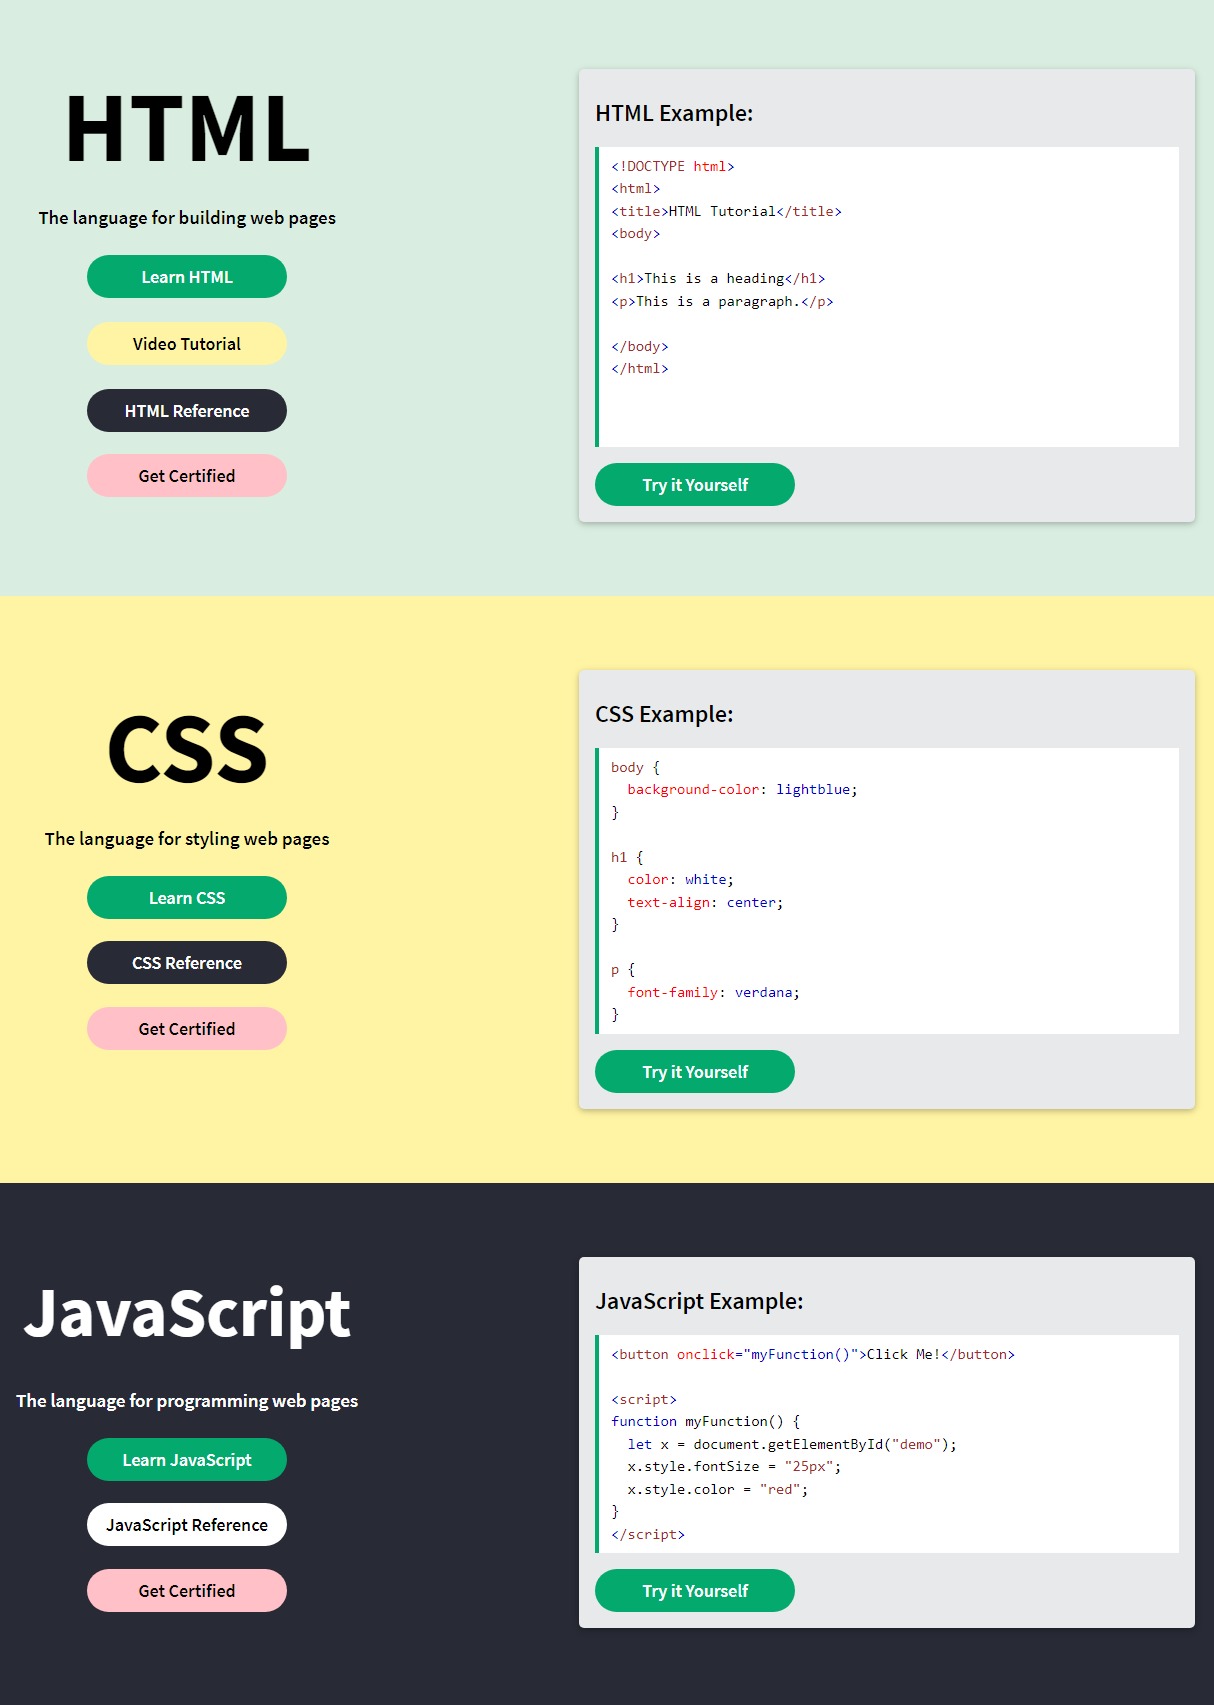 HTML
The language for building web pages
Learn HTML
Video Tutorial
HTML Reference
Get Certified
HTML Example:
<!DOCTYPE html>
<html>
<title>HTML Tutorial</title>
<body>

<h1>This is a heading</h1>
<p>This is a paragraph.</p>

</body>
</html>
Try it Yourself
CSS
The language for styling web pages
Learn CSS
CSS Reference
Get Certified
CSS Example:
body {
  background-color: lightblue;
}

h1 {
  color: white;
  text-align: center;
}

p {
  font-family: verdana;
}
Try it Yourself
JavaScript
The language for programming web pages
Learn JavaScript
JavaScript Reference
Get Certified
JavaScript Example:
<button onclick="myFunction()">Click Me!</button>

<script>
function myFunction() {
  let x = document.getElementById("demo");
  x.style.fontSize = "25px";
  x.style.color = "red";
}
</script>
Try it Yourself